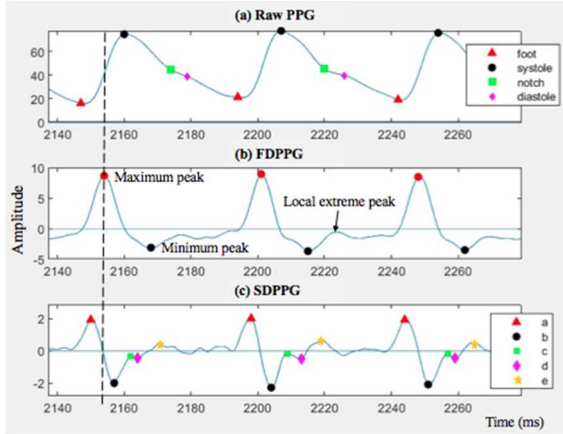 (a) Raw PPG
60
40
20
0
2140 2160 2180 2200 2220 2240 2260
foot
systole
notch
diastole
(b) FDPPG
10
5
0
-5
Maximum peak
Local extreme peak
Minimum peak
2140 2160 2180 2200 2220 2240 2260
Amplitude
(c) SDPPG
2
0
-2
a
b
c
d
e
2140 2160 2180 2200 2220 2240 2260
Time (ms)